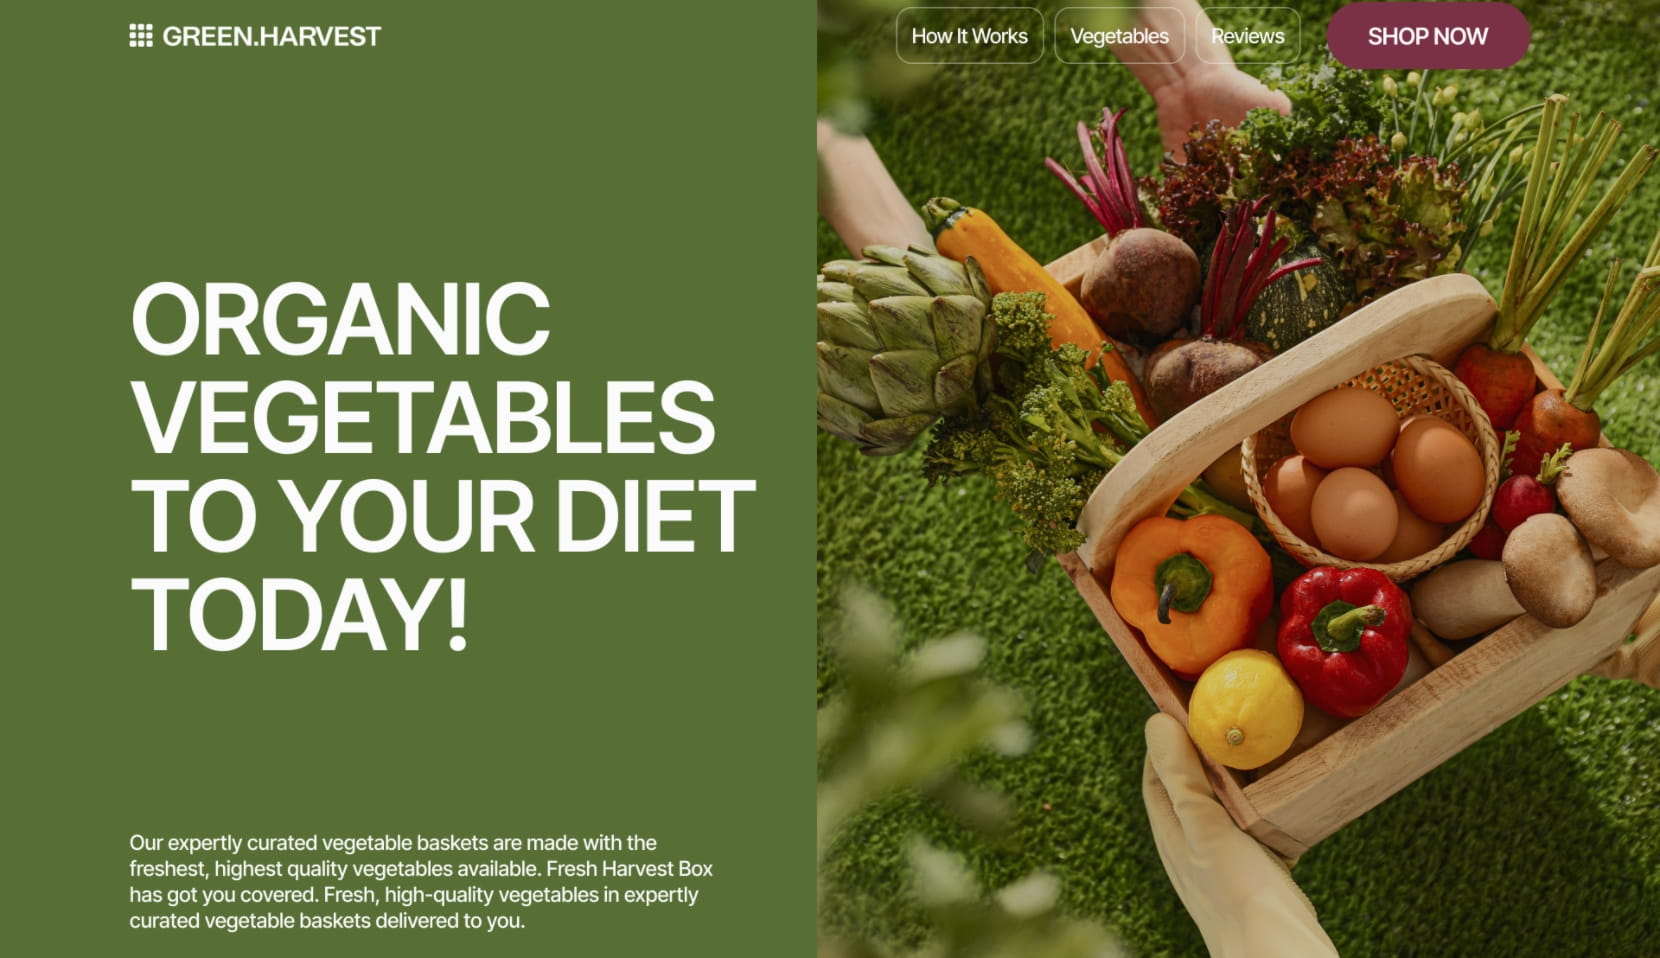 GREEN.HARVEST
How It Works
Vegetables
Reviews
SHOP NOW
ORGANIC
VEGETABLES
TO YOUR DIET
TODAY!
Our expertly curated vegetable baskets are made with the
freshest, highest quality vegetables available. Fresh Harvest Box
has got you covered. Fresh, high-quality vegetables in expertly
curated vegetable baskets delivered to you.